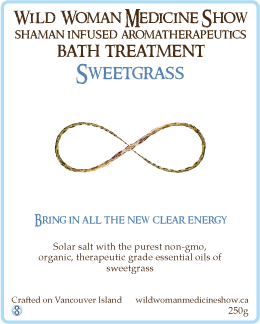 Wild Woman Medicine Show
shaman infused aromatherapeutics
bath treatment
Sweetgrass
Bring in all the new clear energy
Solar salt with the purest non-gmo,
organic, therapeutic grade essential oils of
sweetgrass
Crafted on Vancouver Island wildwomanmedicineshow.ca
250g